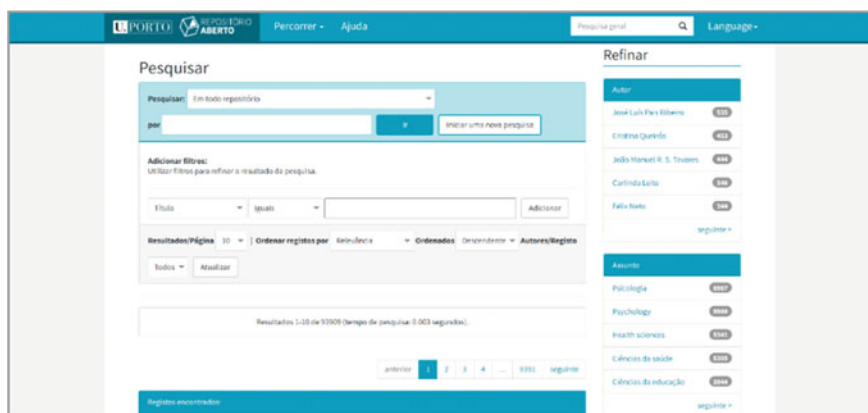 U.PORTO REPOSITÓRIO ABERTO Percorrer Ajuda Pesquisa geral Language
Pesquisar
Pesquisar: Em todo repositório
por Ir Iniciar uma nova pesquisa
Adicionar filtros:
Utilizar filtros para refinar o resultado da pesquisa.
Título Iguais Adicionar
Resultados/Página 10 | Ordenar registos por Relevância Ordenados Descendente Autores/Registo
Todos Atualizar
Resultados 1-10 de 93909 (tempo de pesquisa: 0.003 segundos).
anterior 1 2 3 4 ... 9391 seguinte
Registos encontrados:
Refinar
Autor
José Luís Pais Ribeiro
Cristina Queirós
João Manuel R. S. Tavares
Carlinda Leite
Félix Neto
seguinte >
Assunto
Psicologia
Psychology
Health sciences
Ciências da saúde
Ciências da educação
seguinte >